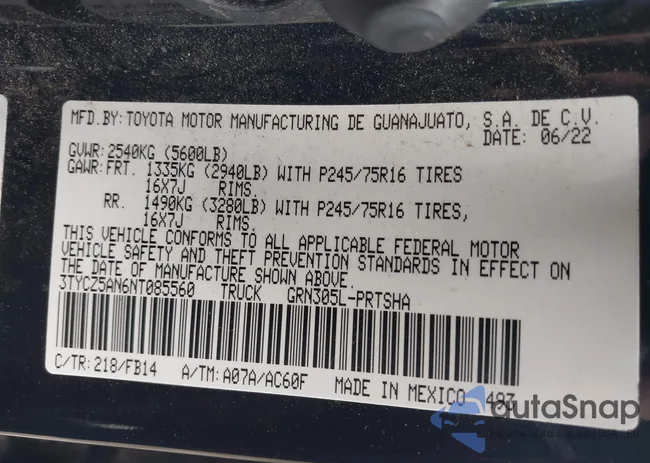 MFD.BY:TOYOTA MOTOR MANUFACTURING DE GUANAJUATO, S.A. DE C.V.
DATE: 06/22
GVWR:2540KG (5600LB)
GAWR:FRT. 1335KG (2940LB) WITH P245/75R16 TIRES
16X7J RIMS.
RR. 1490KG (3280LB) WITH P245/75R16 TIRES,
16X7J RIMS.
THIS VEHICLE CONFORMS TO ALL APPLICABLE FEDERAL MOTOR
VEHICLE SAFETY AND THEFT PREVENTION STANDARDS IN EFFECT ON
THE DATE OF MANUFACTURE SHOWN ABOVE.
3TYCZ5AN6NT085560 TRUCK GRN305L-PRTSHA
C/TR:218/FB14 A/TM:A07A/AC60F MADE IN MEXICO 493
autaSnap